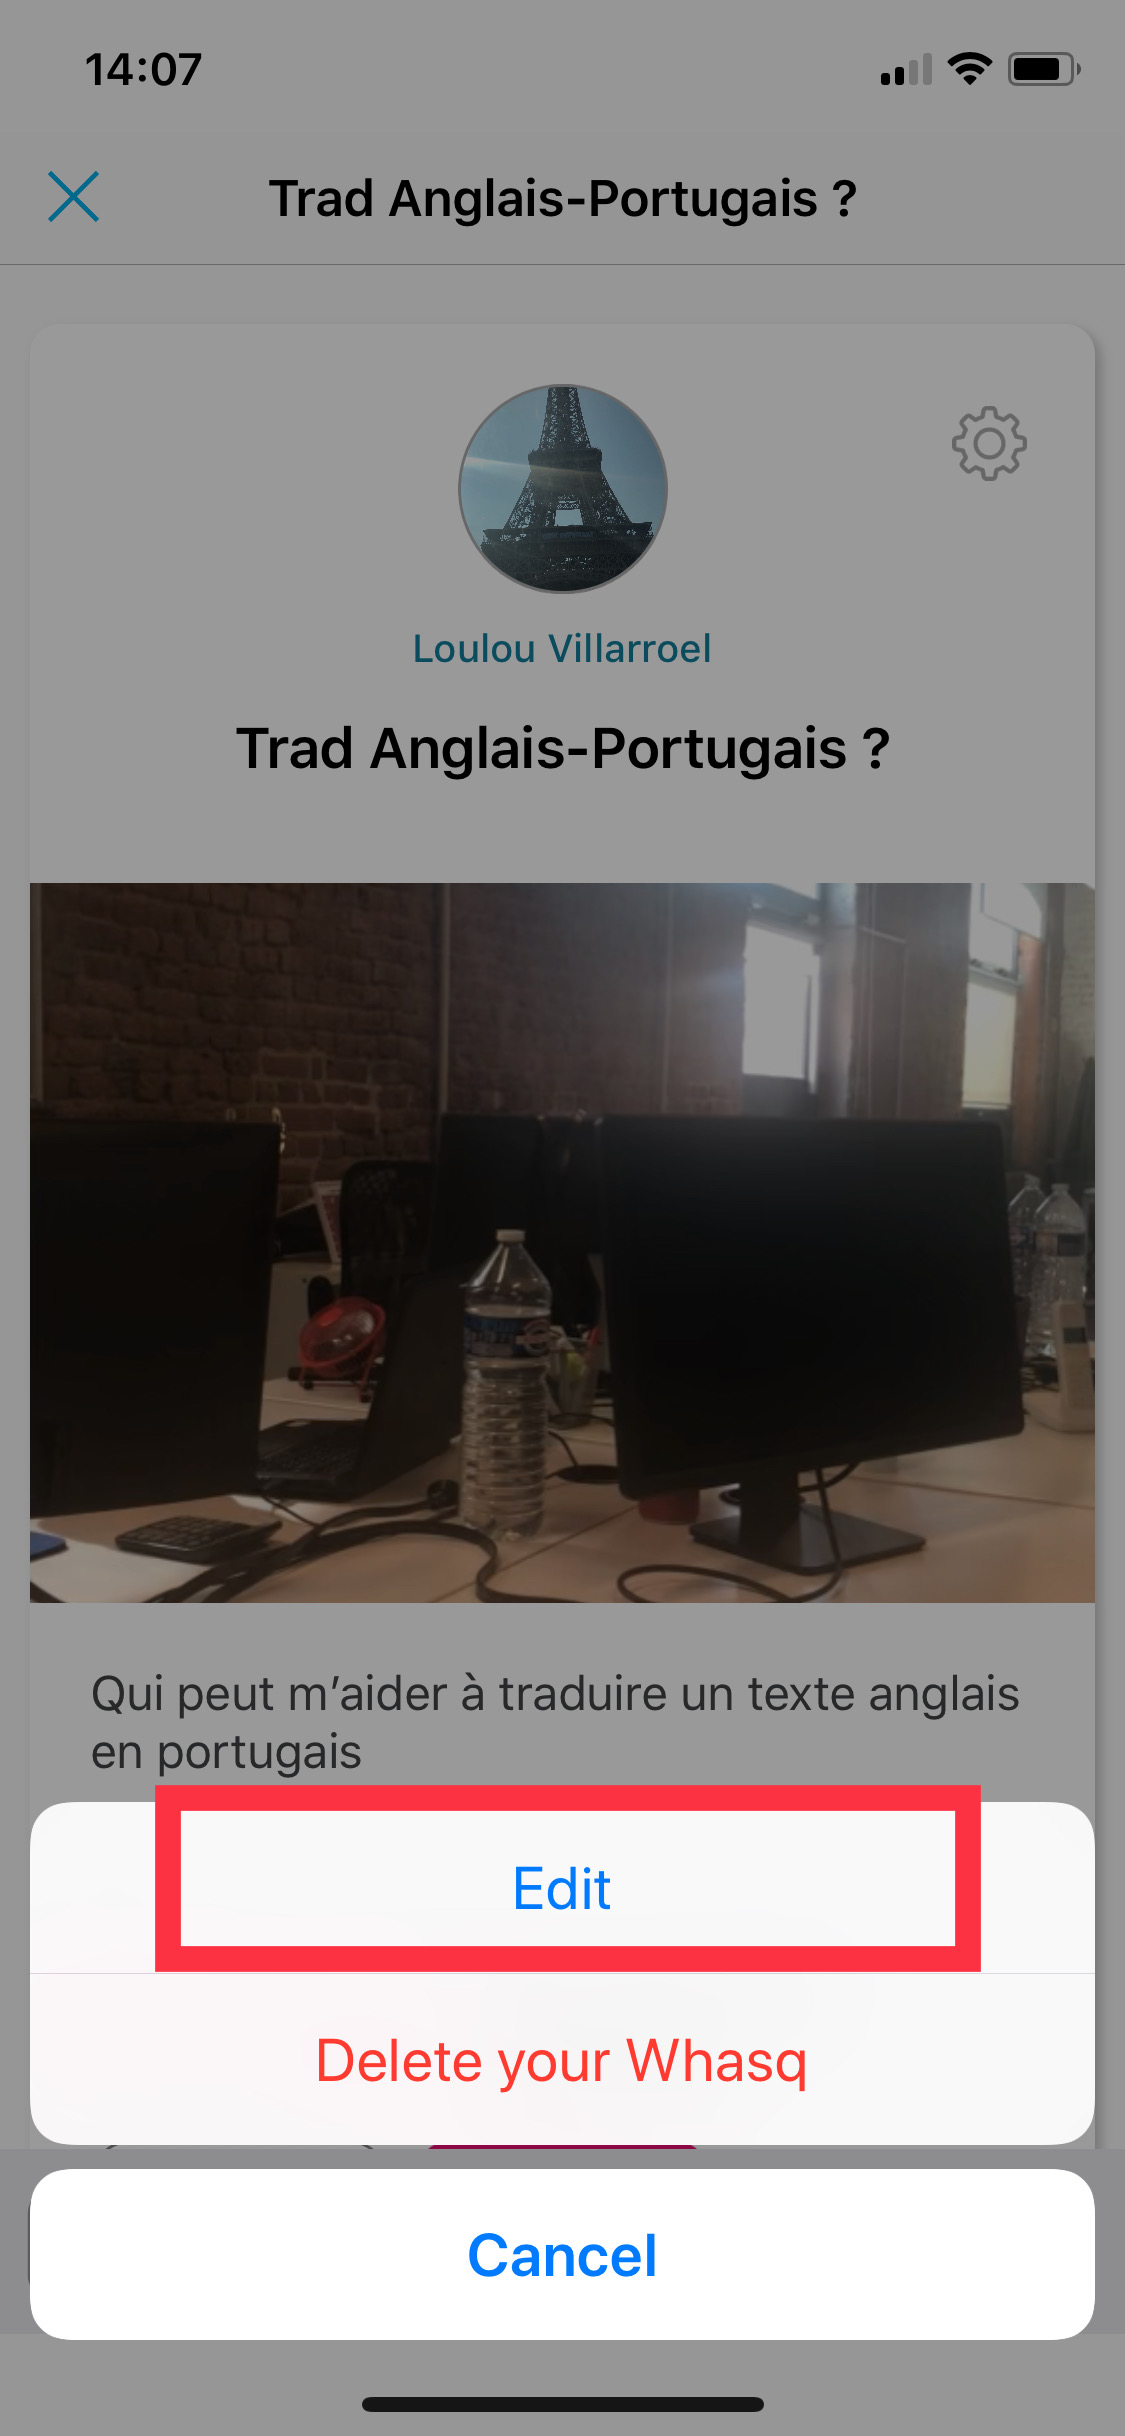 14:07
Trad Anglais-Portugais ?
Loulou Villarroel
Trad Anglais-Portugais ?
Qui peut m’aider à traduire un texte anglais
en portugais
Edit
Delete your Whasq
Cancel